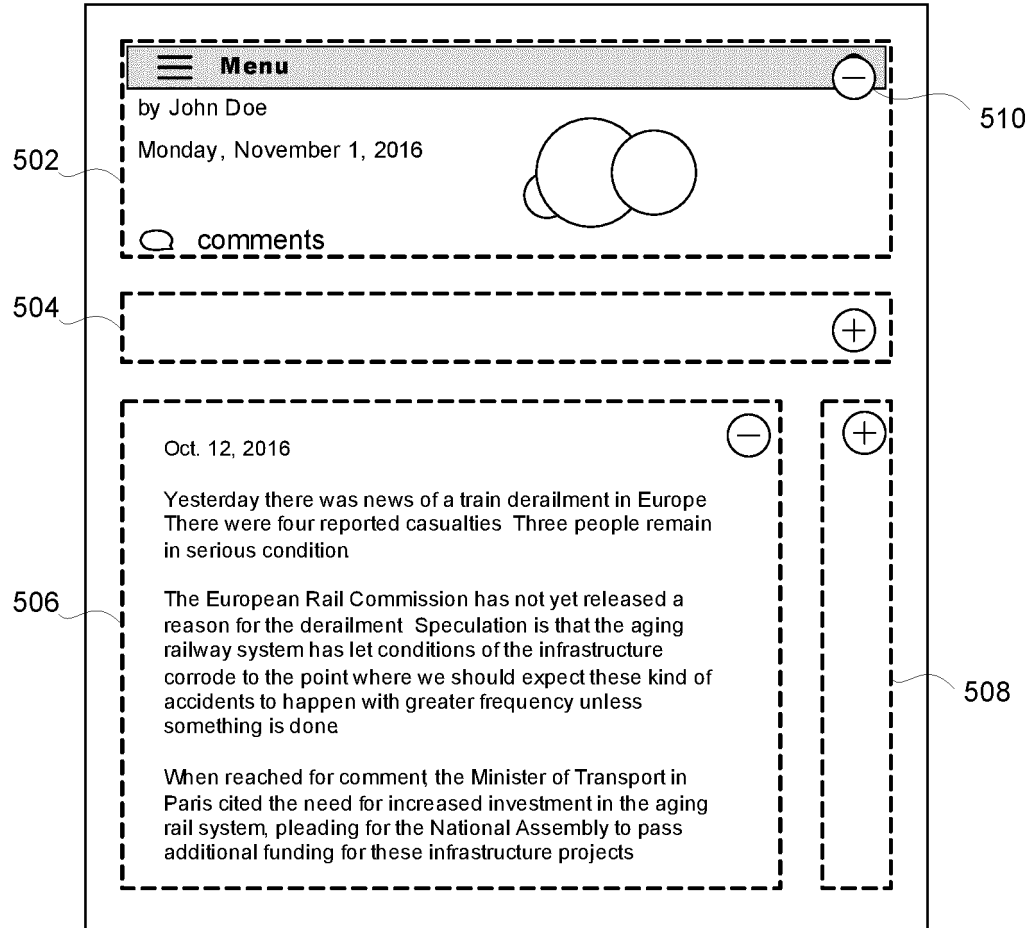 Menu
by John Doe
510
Monday, November 1, 2016
502
comments
504
Oct. 12, 2016
Yesterday there was news of a train derailment in Europe
There were four reported casualties Three people remain
in serious condition
506
The European Rail Commission has not yet released a
reason for the derailment Speculation is that the aging
railway system has let conditions of the infrastructure
corrode to the point where we should expect these kind of
accidents to happen with greater frequency unless
something is done
508
When reached for comment, the Minister of Transport in
Paris cited the need for increased investment in the aging
rail system, pleading for the National Assembly to pass
additional funding for these infrastructure projects